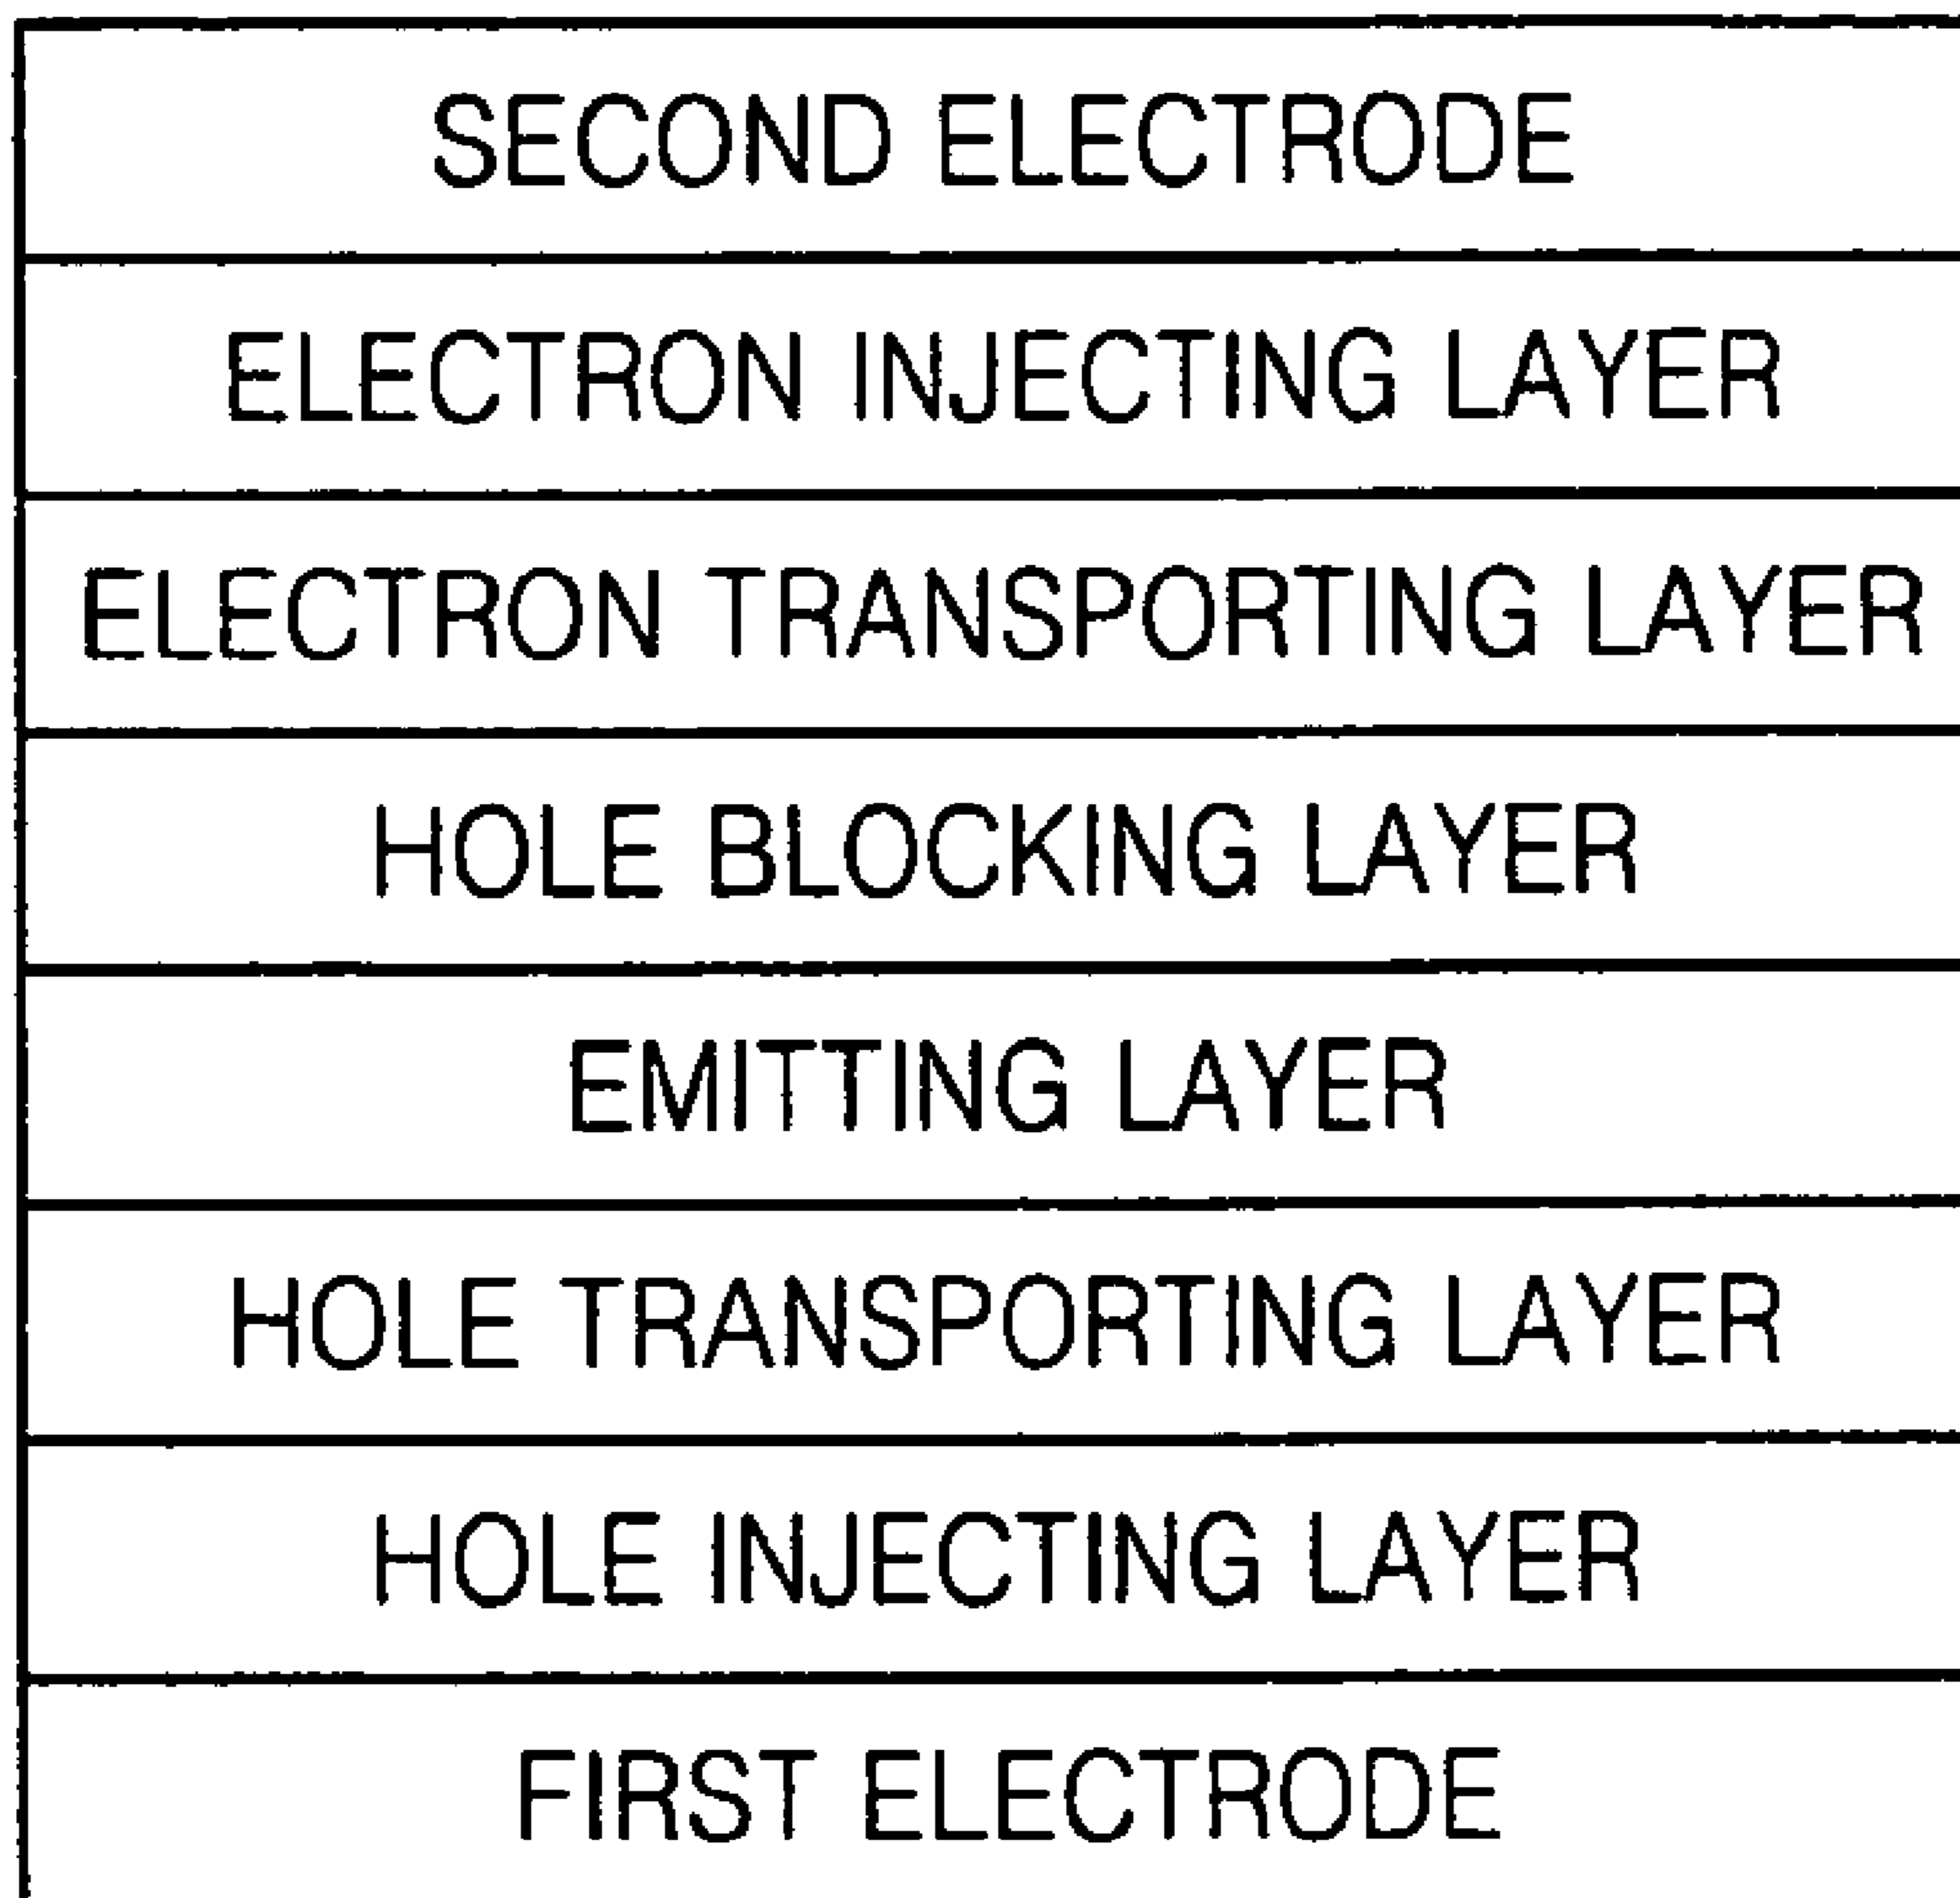 SECOND ELECTRODE
ELECTRON INJECTING LAYER
ELECTRON TRANSPORTING LAYER
HOLE BLOCKING LAYER
EMITTING LAYER
HOLE TRANSPORTING LAYER
HOLE INJECTING LAYER
FIRST ELECTRODE